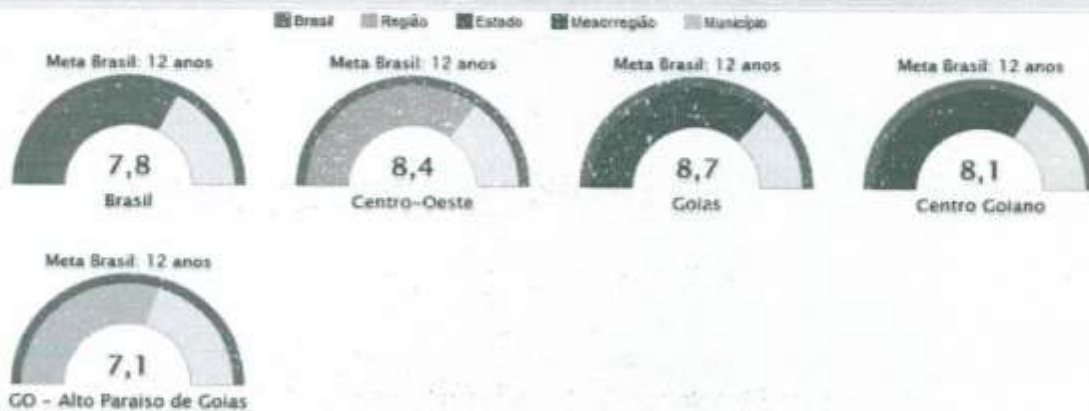 Brasil Região Estado Mesorregião Município
Meta Brasil: 12 anos Meta Brasil: 12 anos Meta Brasil: 12 anos Meta Brasil: 12 anos
7,8 8,4 8,7 8,1
Brasil Centro-Oeste Goias Centro Goiano
Meta Brasil: 12 anos
7,1
GO - Alto Paraiso de Goias